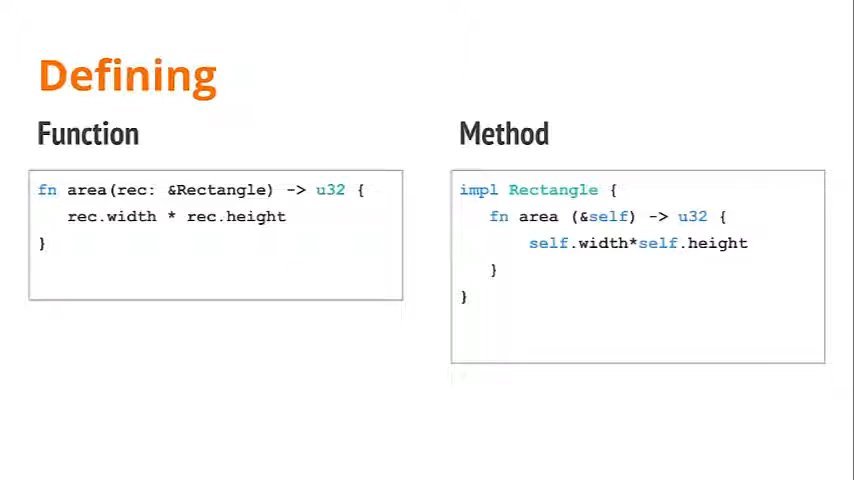 Defining
Function
fn area(rec: &Rectangle) -> u32 {
rec.width * rec.height
}
Method
impl Rectangle {
fn area (&self) -> u32 {
self.width*self.height
}
}